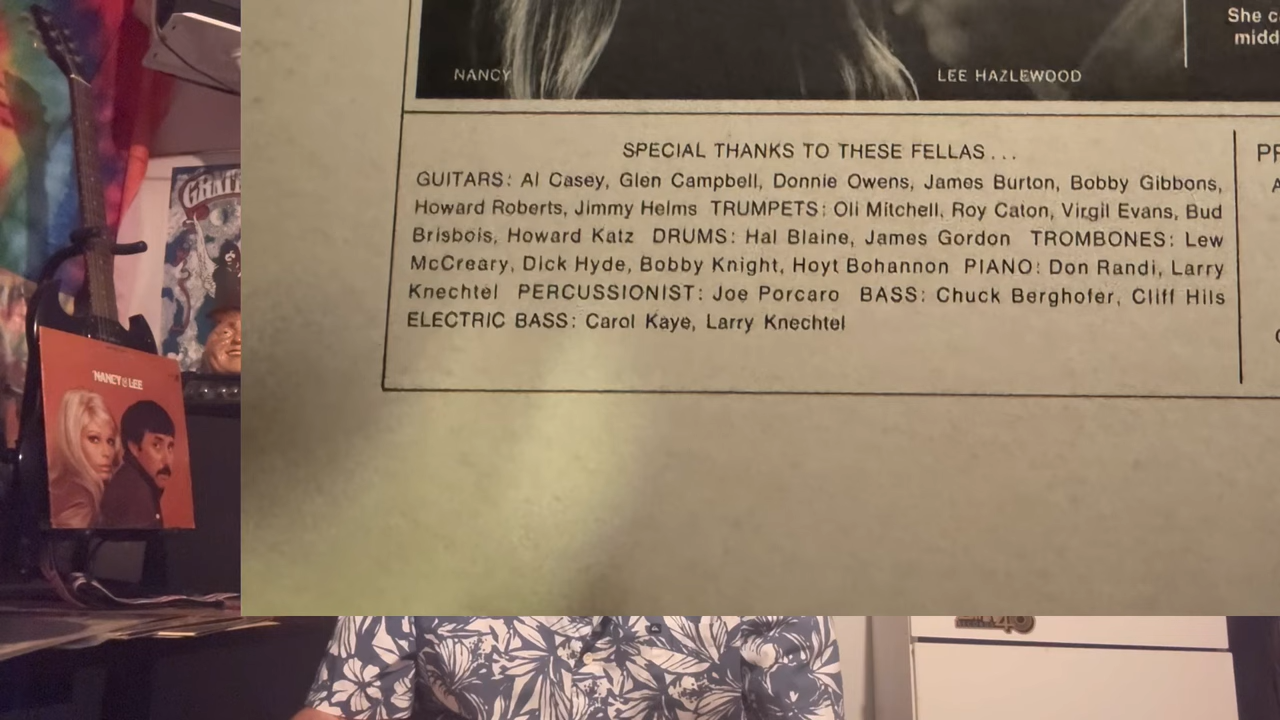 She c
midd
NANCY
LEE HAZLEWOOD
SPECIAL THANKS TO THESE FELLAS...
GUITARS: Al Casey, Glen Campbell, Donnie Owens, James Burton, Bobby Gibbons,
Howard Roberts, Jimmy Helms TRUMPETS: Oli Mitchell, Roy Caton, Virgil Evans, Bud
Brisbois, Howard Katz DRUMS: Hal Blaine, James Gordon TROMBONES: Lew
McCreary, Dick Hyde, Bobby Knight, Hoyt Bohannon PIANO: Don Randi, Larry
Knechtel PERCUSSIONIST: Joe Porcaro BASS: Chuck Berghofer, Cliff Hils
ELECTRIC BASS: Carol Kaye, Larry Knechtel
NANCY & LEE